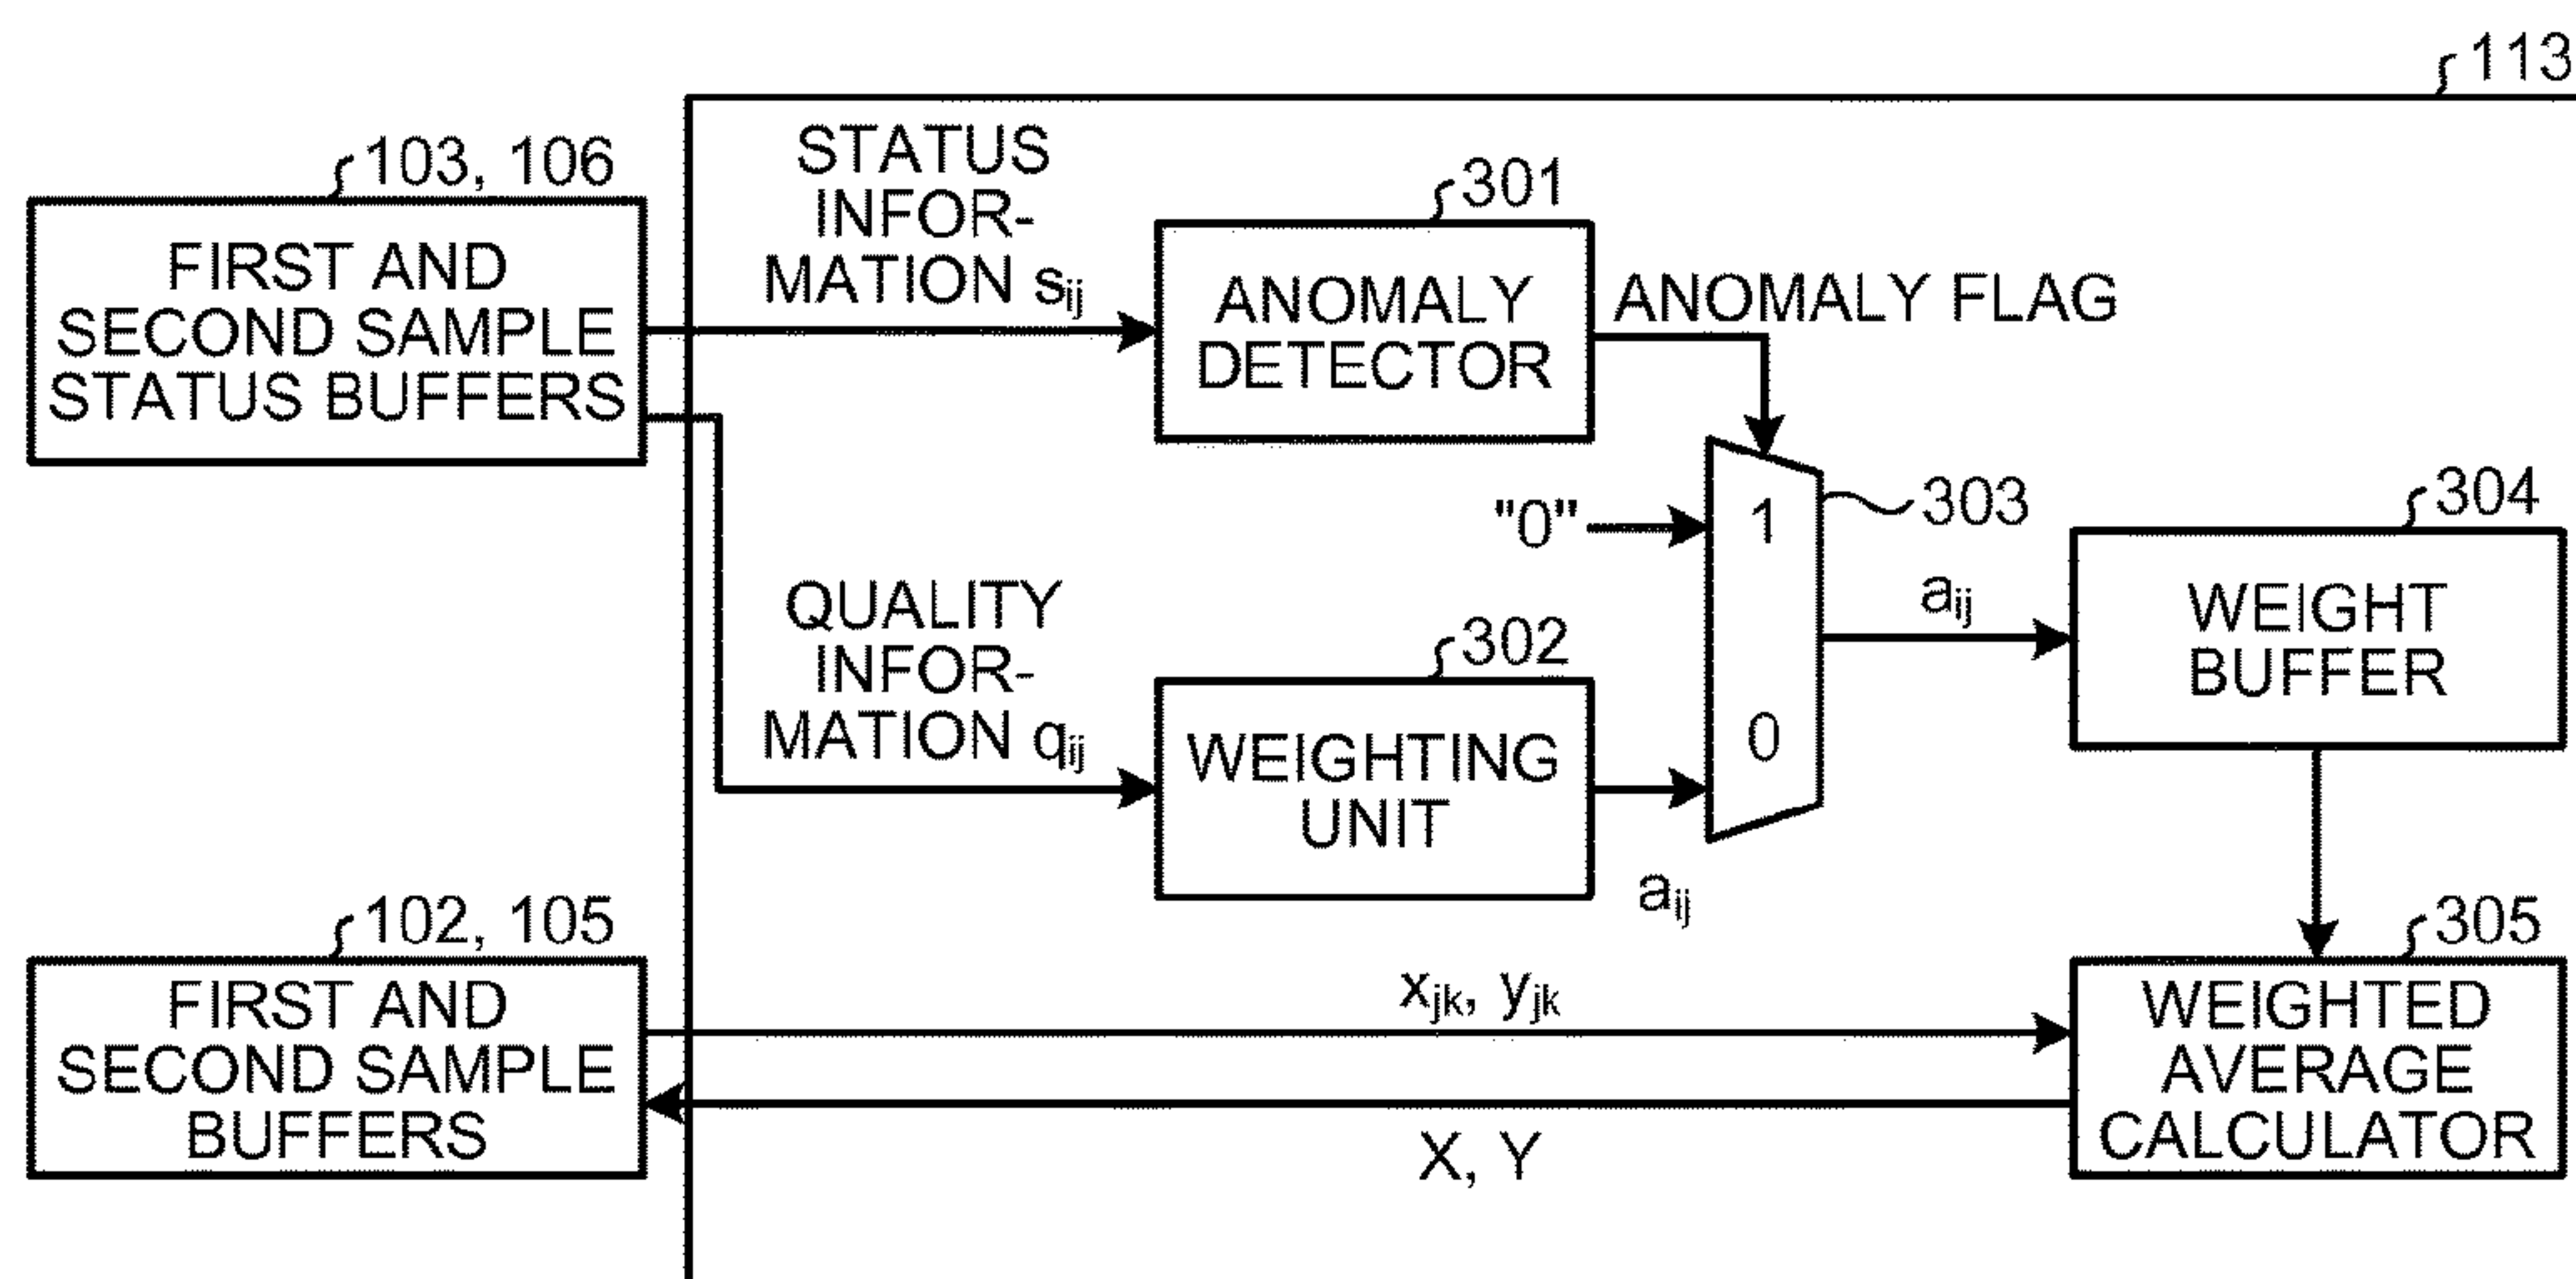 113
103, 106
FIRST AND
SECOND SAMPLE
STATUS BUFFERS
STATUS
INFOR-
MATION sij
301
ANOMALY
DETECTOR
ANOMALY FLAG
"0"
1
0
303
QUALITY
INFOR-
MATION qij
302
WEIGHTING
UNIT
aij
aij
304
WEIGHT
BUFFER
102, 105
FIRST AND
SECOND SAMPLE
BUFFERS
xjk, yjk
X, Y
305
WEIGHTED
AVERAGE
CALCULATOR